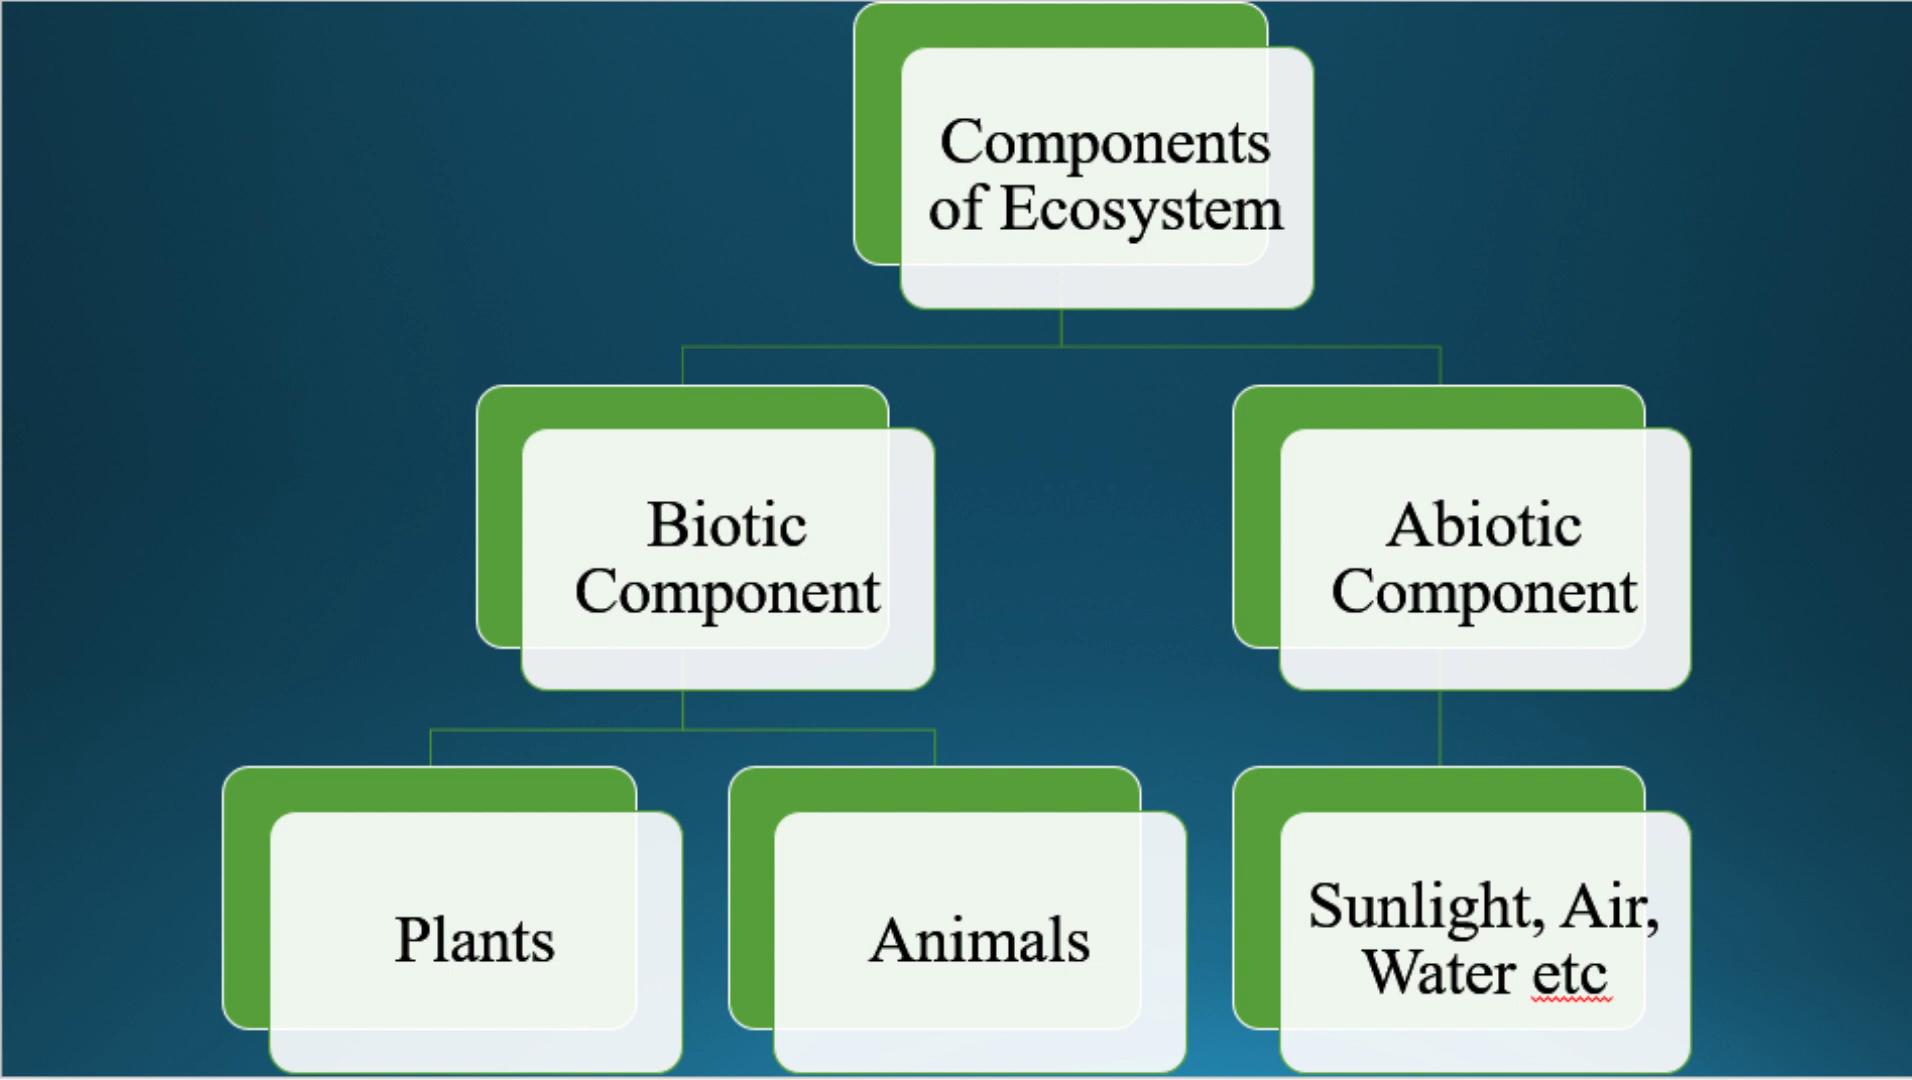 Components
of Ecosystem
Biotic
Component
Abiotic
Component
Plants
Animals
Sunlight, Air,
Water etc